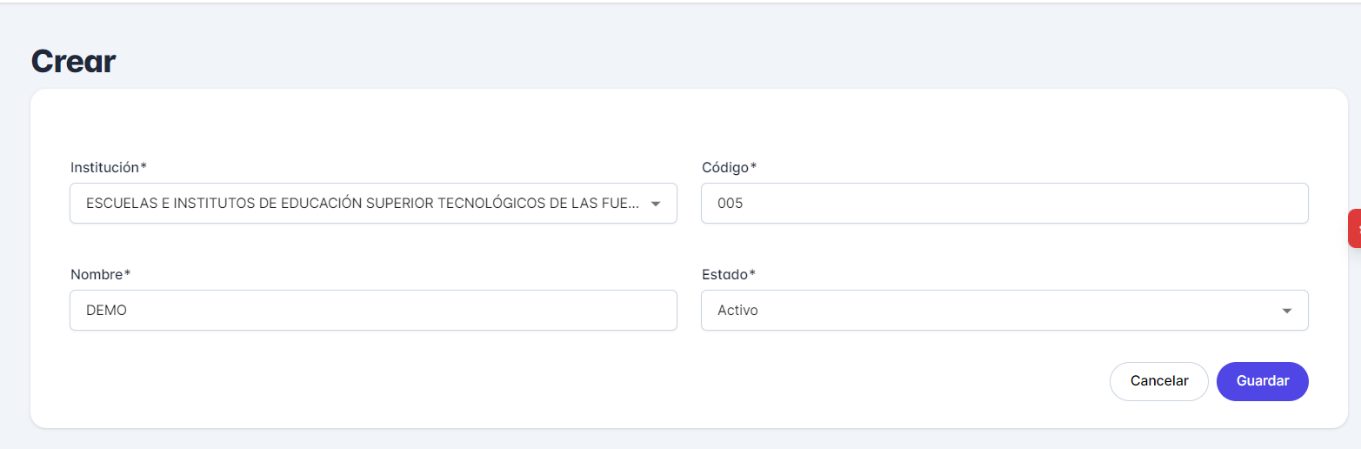 Crear
Institución* Código*
ESCUELAS E INSTITUTOS DE EDUCACIÓN SUPERIOR TECNOLÓGICOS DE LAS FUE... 005
Nombre* Estado*
DEMO Activo
Cancelar Guardar